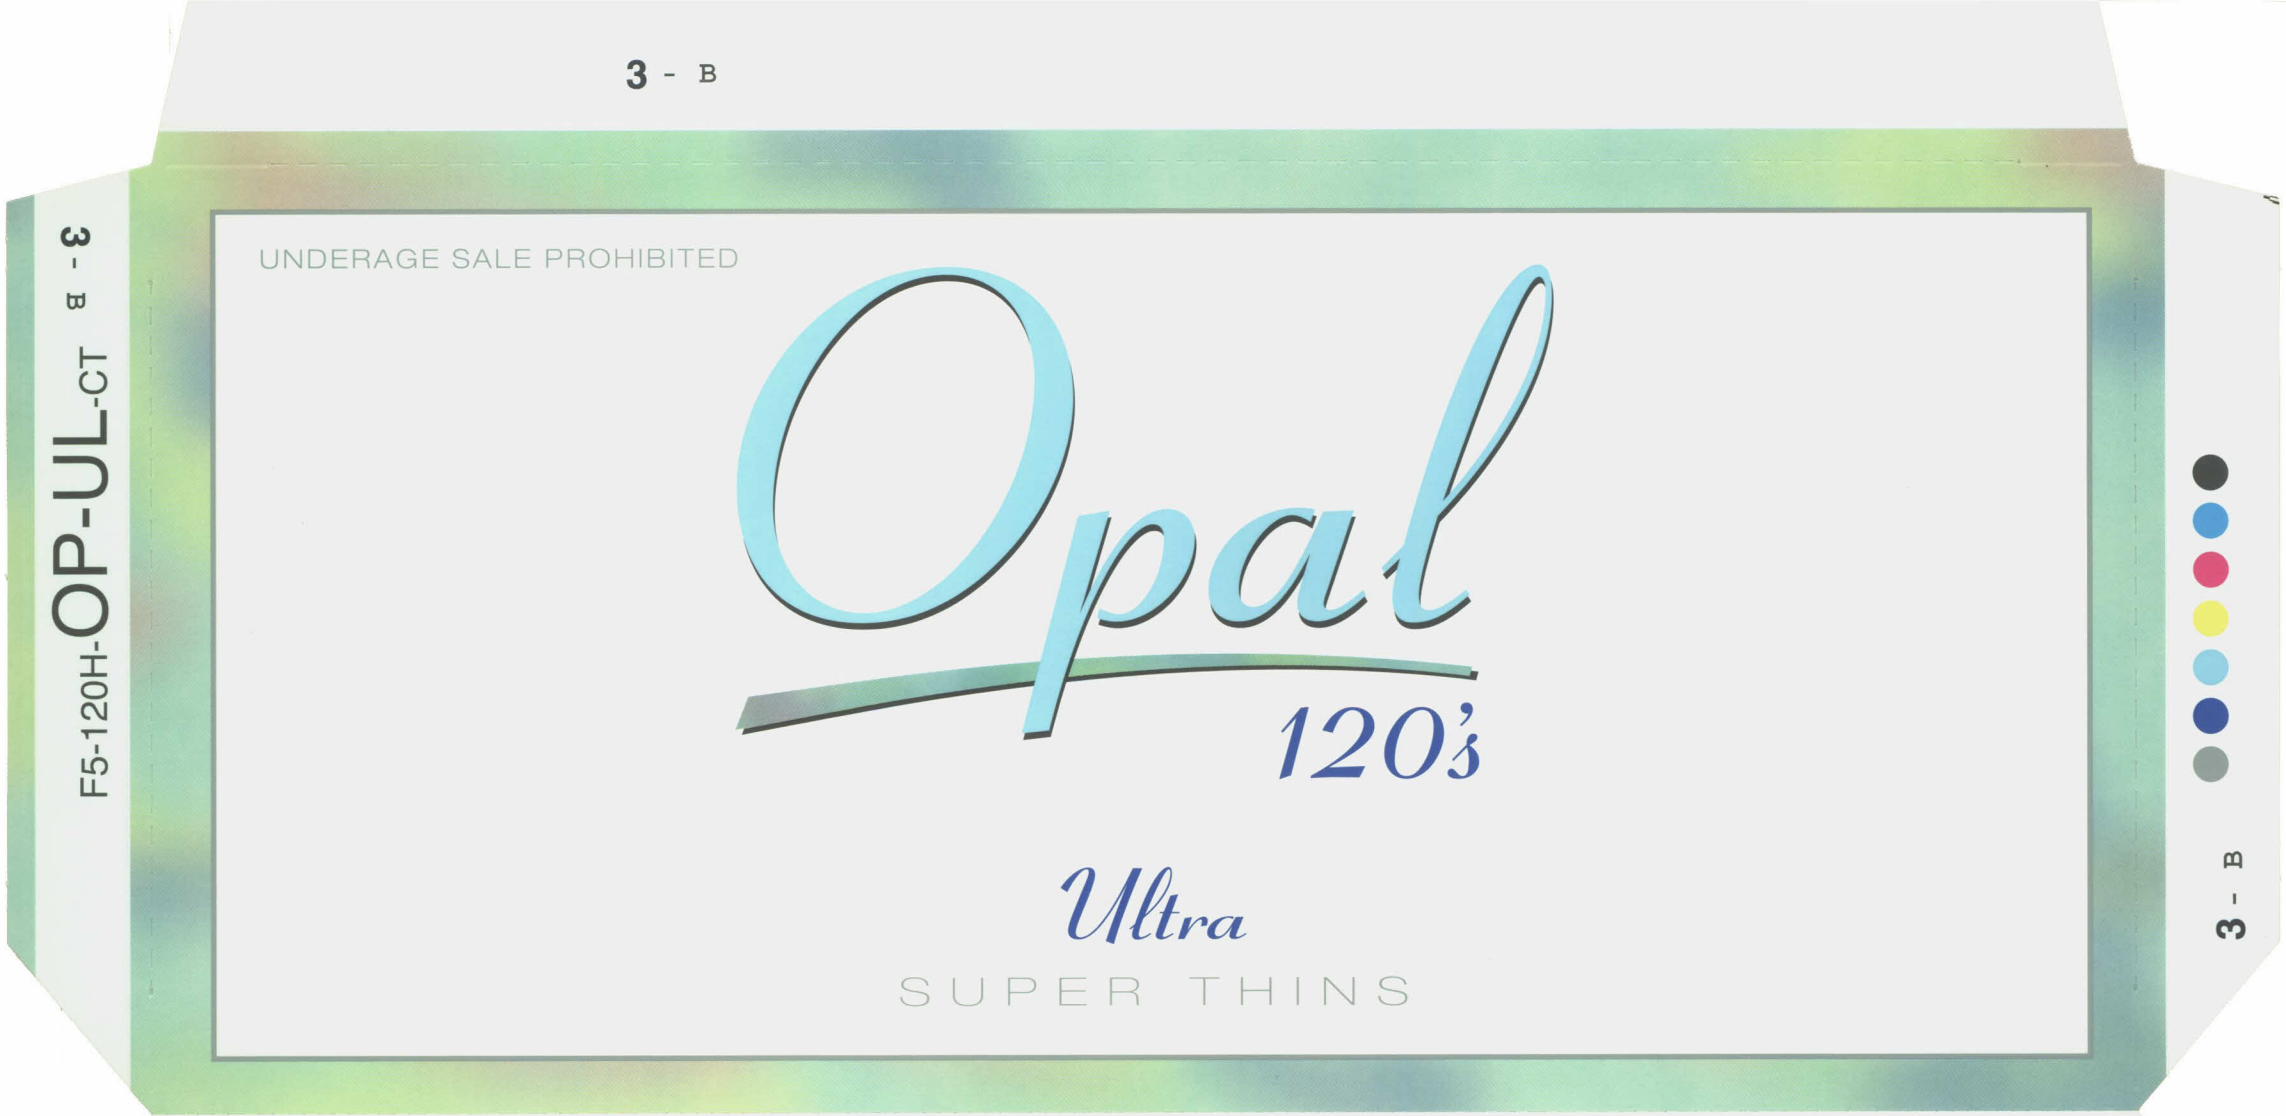 3 - B
UNDERAGE SALE PROHIBITED
3 - B
F5-120H-OP-UL-CT
Opal
120's
Ultra
SUPER THINS
3 - B